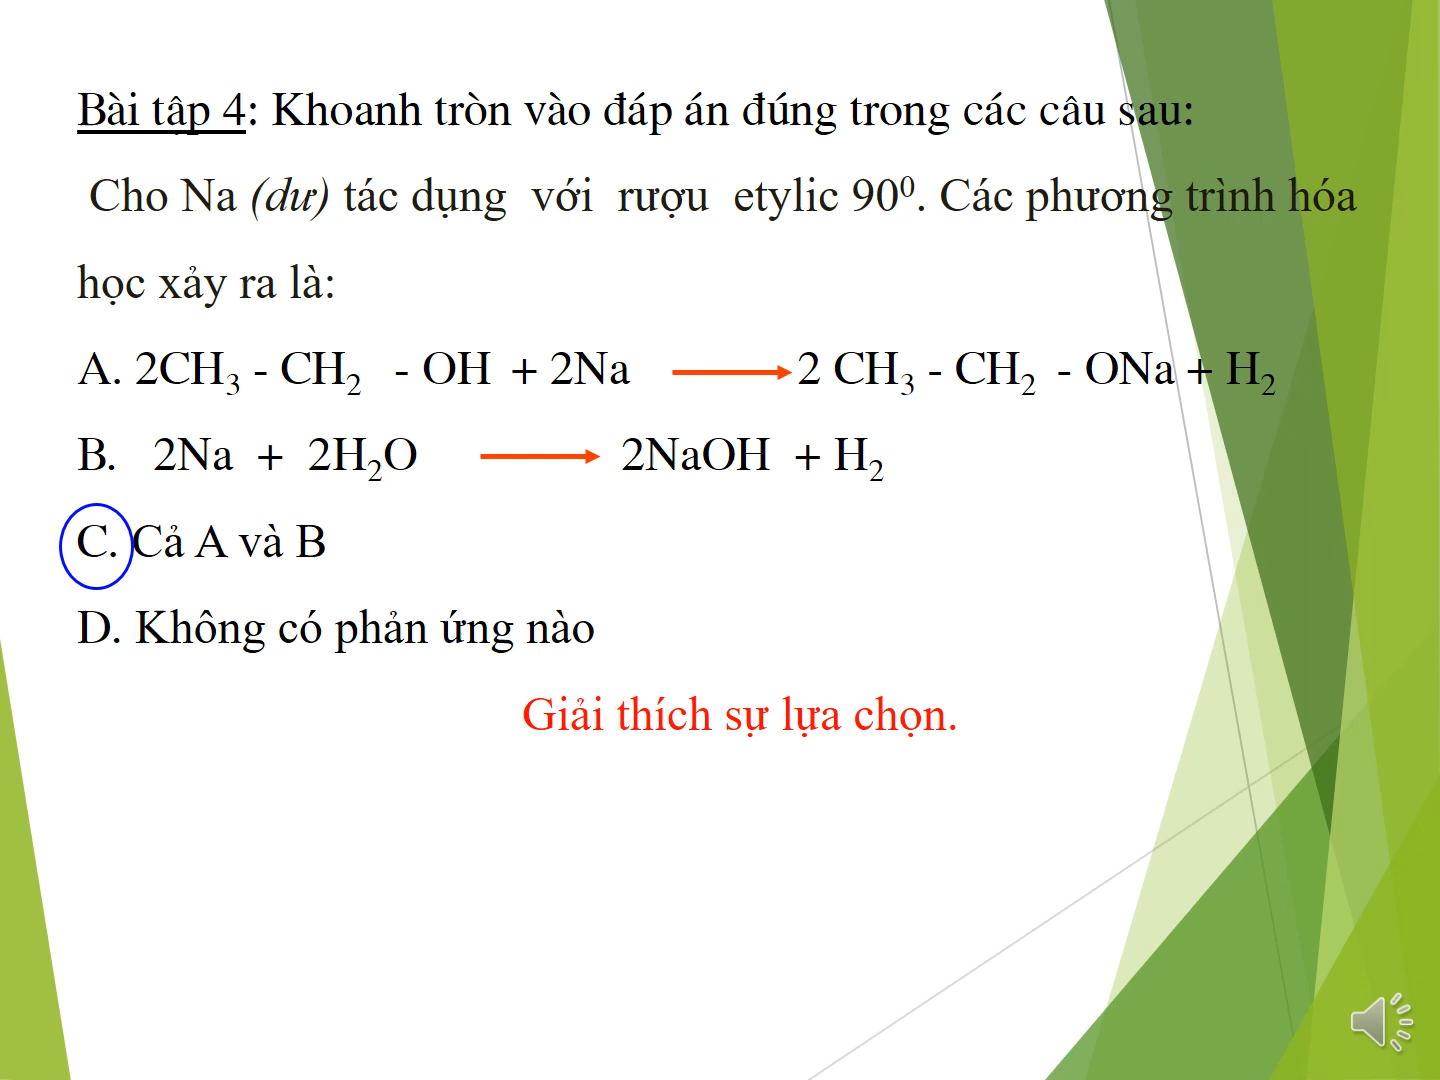 Bài tập 4: Khoanh tròn vào đáp án đúng trong các câu sau:
Cho Na (dư) tác dụng với rượu etylic 90⁰. Các phương trình hóa
học xảy ra là:
A. 2CH₃ - CH₂ - OH + 2Na ⟶ 2 CH₃ - CH₂ - ONa + H₂
B. 2Na + 2H₂O ⟶ 2NaOH + H₂
C. Cả A và B
D. Không có phản ứng nào
Giải thích sự lựa chọn.